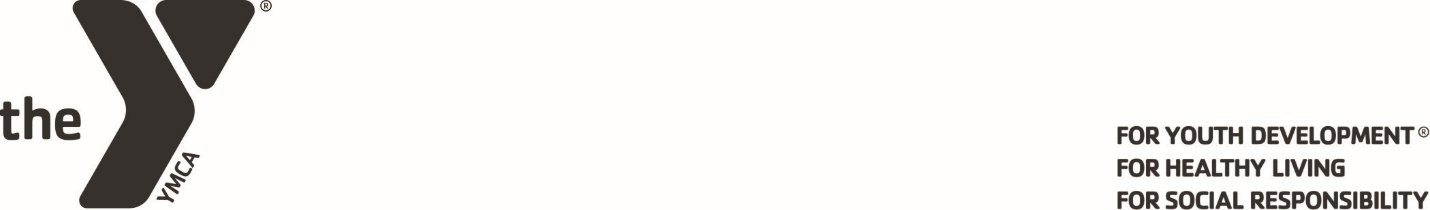 the Y®
YMCA
FOR YOUTH DEVELOPMENT®
FOR HEALTHY LIVING
FOR SOCIAL RESPONSIBILITY